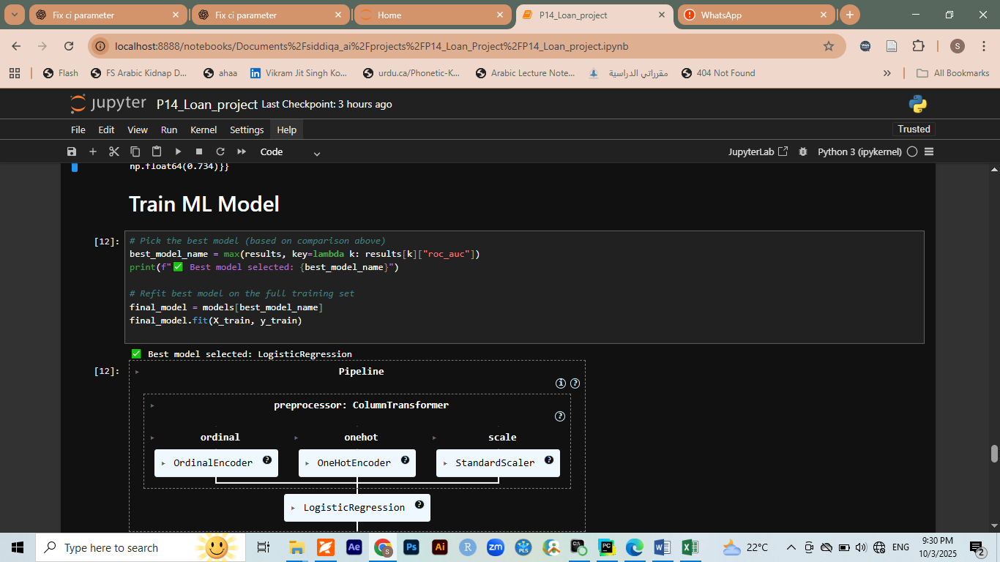 Fix ci parameter
Fix ci parameter
Home
P14_Loan_project
WhatsApp
localhost:8888/notebooks/Documents%2Fsiddiqa_ai%2Fprojects%2FP14_Loan_Project%2FP14_Loan_project.ipynb
S
Flash
FS Arabic Kidnap D...
ahaa
Vikram Jit Singh Ko...
urdu.ca/Phonetic-K...
Arabic Lecture Note...
مقرراتي الدراسية
404 Not Found
All Bookmarks
jupyter P14_Loan_project Last Checkpoint: 3 hours ago
File Edit View Run Kernel Settings Help
Trusted
Code
JupyterLab
Python 3 (ipykernel)
np.float64(0.734)}}
Train ML Model
[12]:
# Pick the best model (based on comparison above)
best_model_name = max(results, key=lambda k: results[k]["roc_auc"])
print(f"✅ Best model selected: {best_model_name}")
# Refit best model on the full training set
final_model = models[best_model_name]
final_model.fit(X_train, y_train)
✅ Best model selected: LogisticRegression
[12]:
Pipeline
i ?
preprocessor: ColumnTransformer
?
ordinal onehot scale
OrdinalEncoder ? OneHotEncoder ? StandardScaler ?
LogisticRegression ?
Type here to search
Ae
S
Ps
Ai
R
zm
PLS
PC
W
X
22°C
ENG
9:30 PM
10/3/2025
2